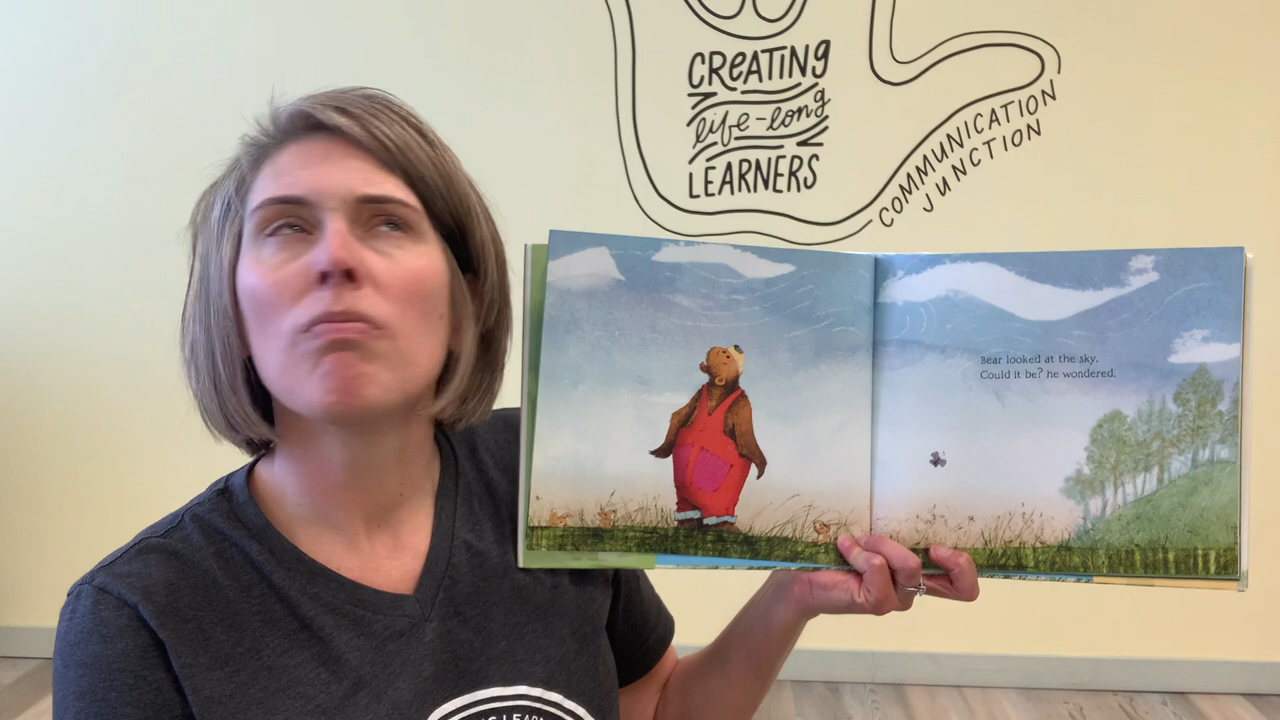 CREATING
life-long
LEARNERS
COMMUNICATION
JUNCTION
Bear looked at the sky.
Could it be? he wondered.